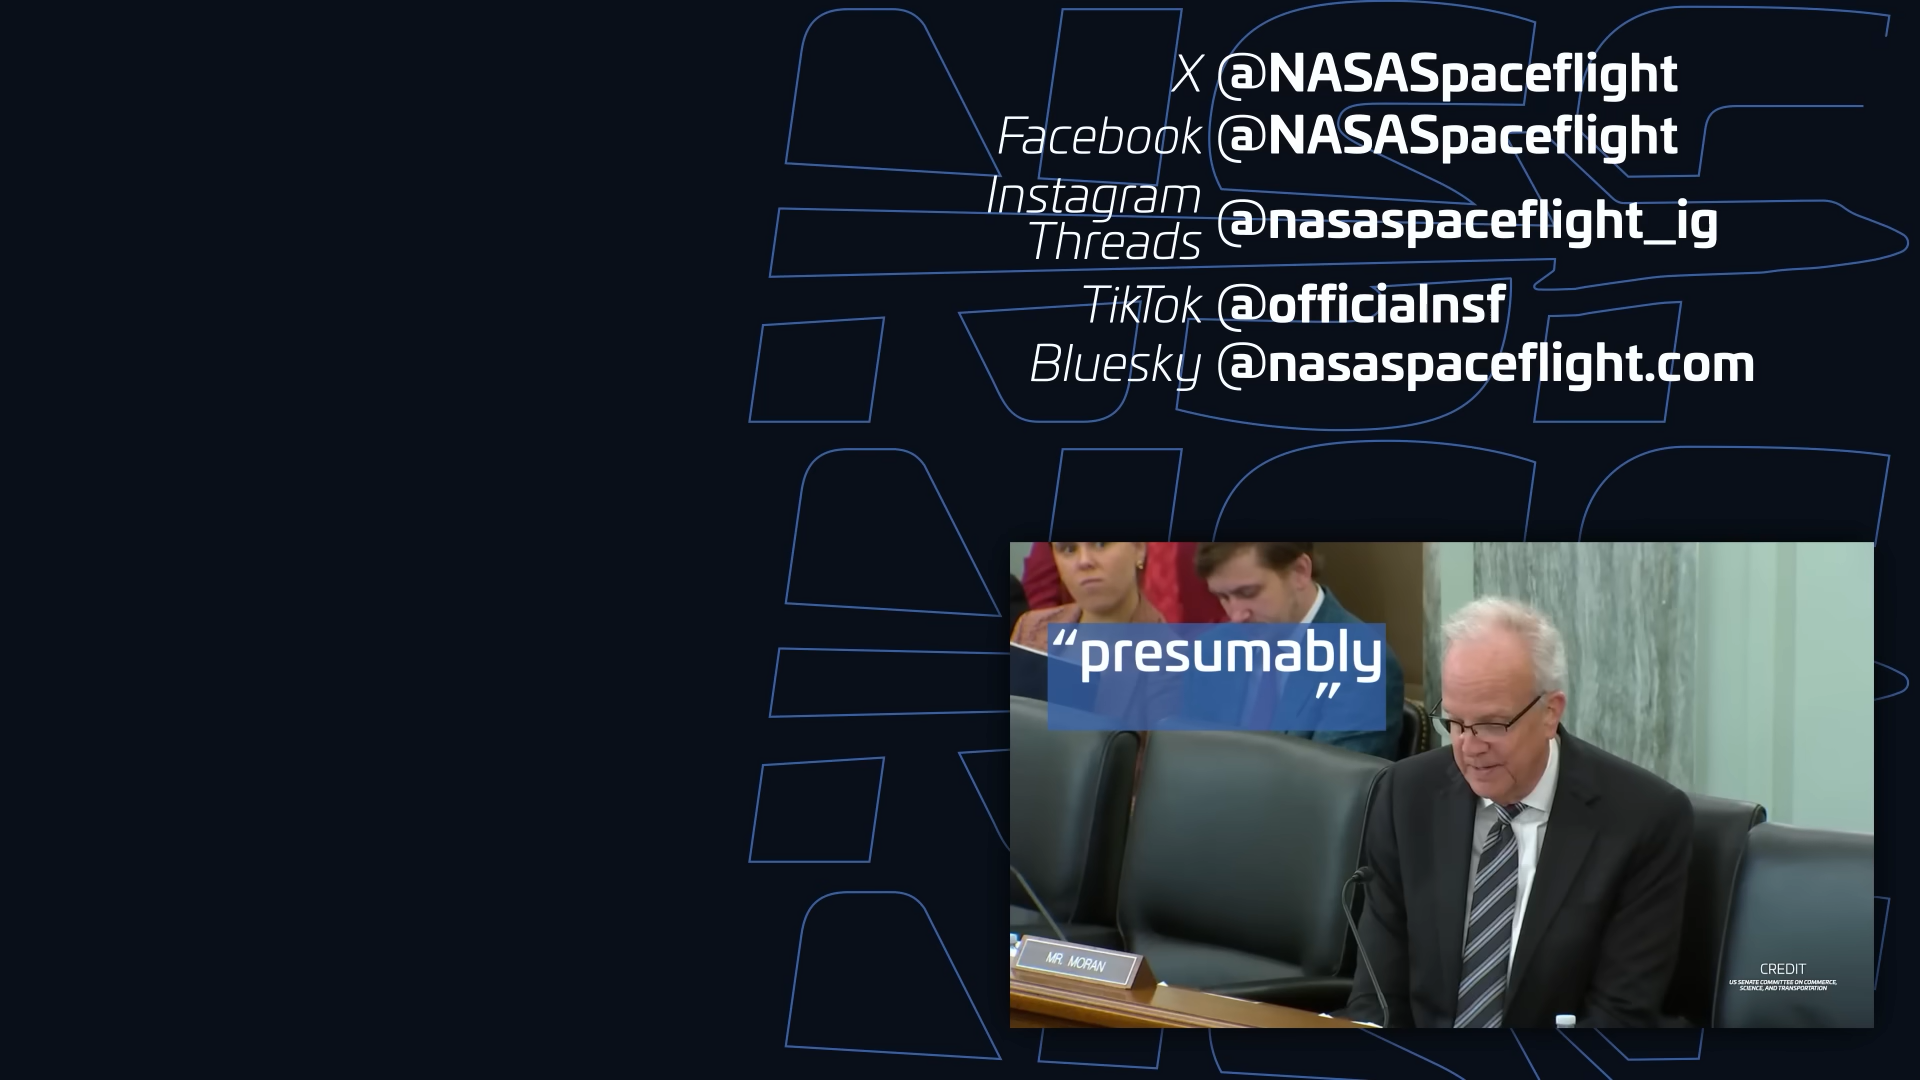 X @NASASpaceflight
Facebook @NASASpaceflight
Instagram
Threads
@nasaspaceflight_ig
TikTok @officialnsf
Bluesky @nasaspaceflight.com
“presumably
”
MR. MORAN
CREDIT
US SENATE COMMITTEE ON COMMERCE,
SCIENCE, AND TRANSPORTATION